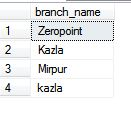 branch_name
1 Zeropoint
2 Kazla
3 Mirpur
4 kazla